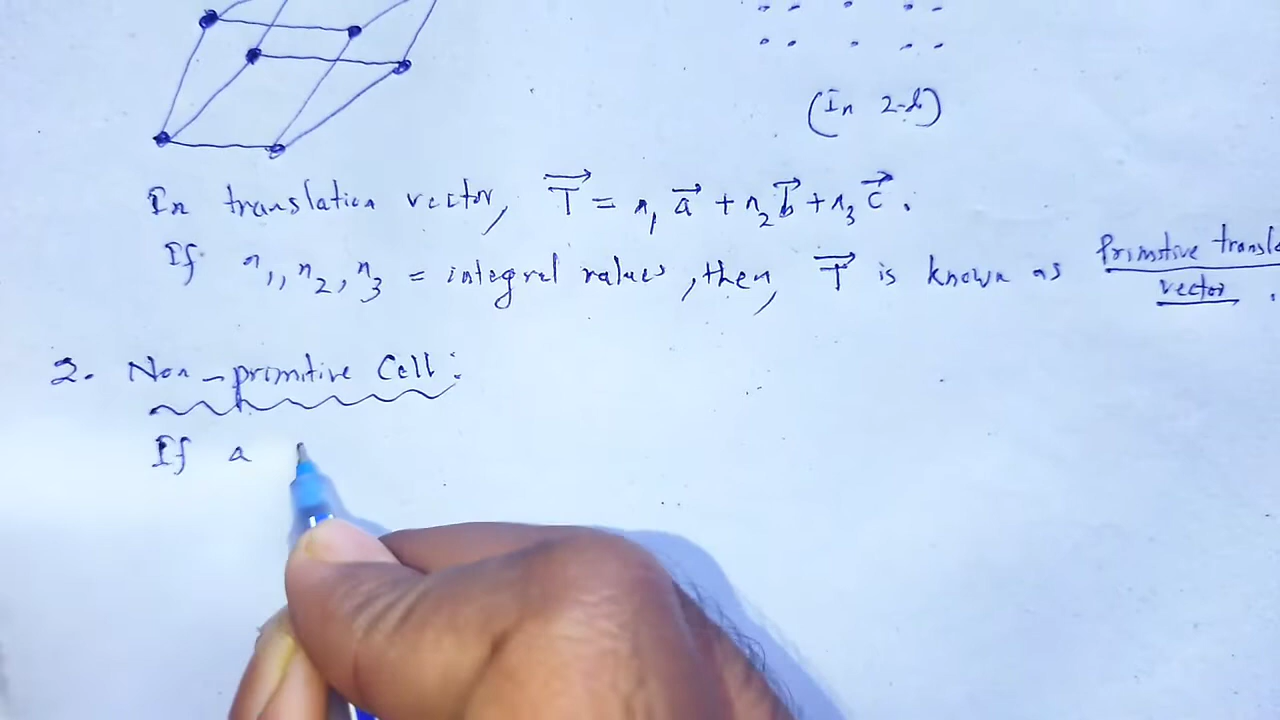 (In 2-d)
In translation vector, T⃗ = n₁ a⃗ + n₂ b⃗ + n₃ c⃗ .
If n₁, n₂, n₃ = integral values, then, T⃗ is known as Primitive transla
vector .
2. Non-primitive Cell:
If a